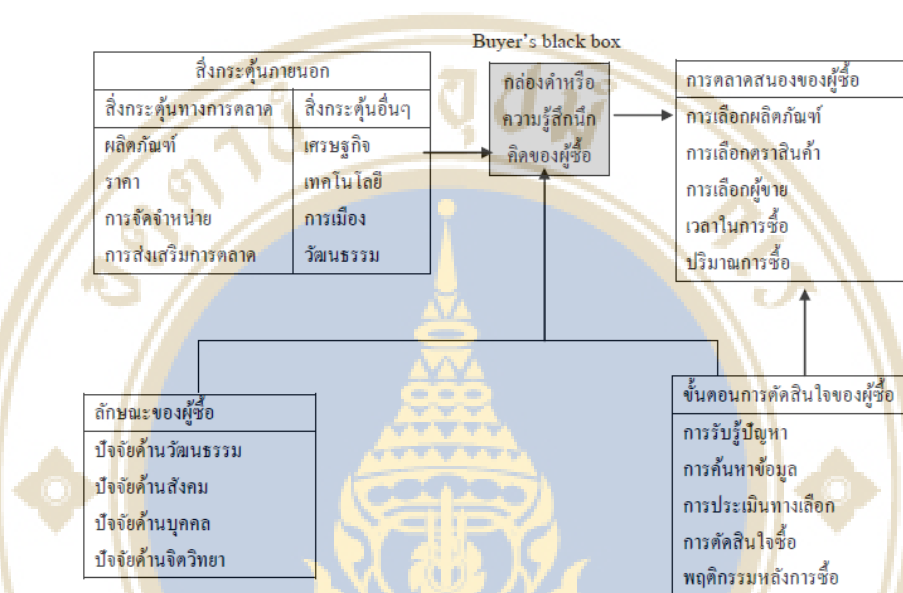 Buyer's black box
สิ่งกระตุ้นภายนอก
สิ่งกระตุ้นทางการตลาด
สิ่งกระตุ้นอื่นๆ
ผลิตภัณฑ์
เศรษฐกิจ
ราคา
เทคโนโลยี
การจัดจำหน่าย
การเมือง
การส่งเสริมการตลาด
วัฒนธรรม
กล่องดำหรือ
ความรู้สึกนึก
คิดของผู้ซื้อ
การตลาดสนองของผู้ซื้อ
การเลือกผลิตภัณฑ์
การเลือกตราสินค้า
การเลือกผู้ขาย
เวลาในการซื้อ
ปริมาณการซื้อ
ลักษณะของผู้ซื้อ
ปัจจัยด้านวัฒนธรรม
ปัจจัยด้านสังคม
ปัจจัยด้านบุคคล
ปัจจัยด้านจิตวิทยา
ขั้นตอนการตัดสินใจของผู้ซื้อ
การรับรู้ปัญหา
การค้นหาข้อมูล
การประเมินทางเลือก
การตัดสินใจซื้อ
พฤติกรรมหลังการซื้อ